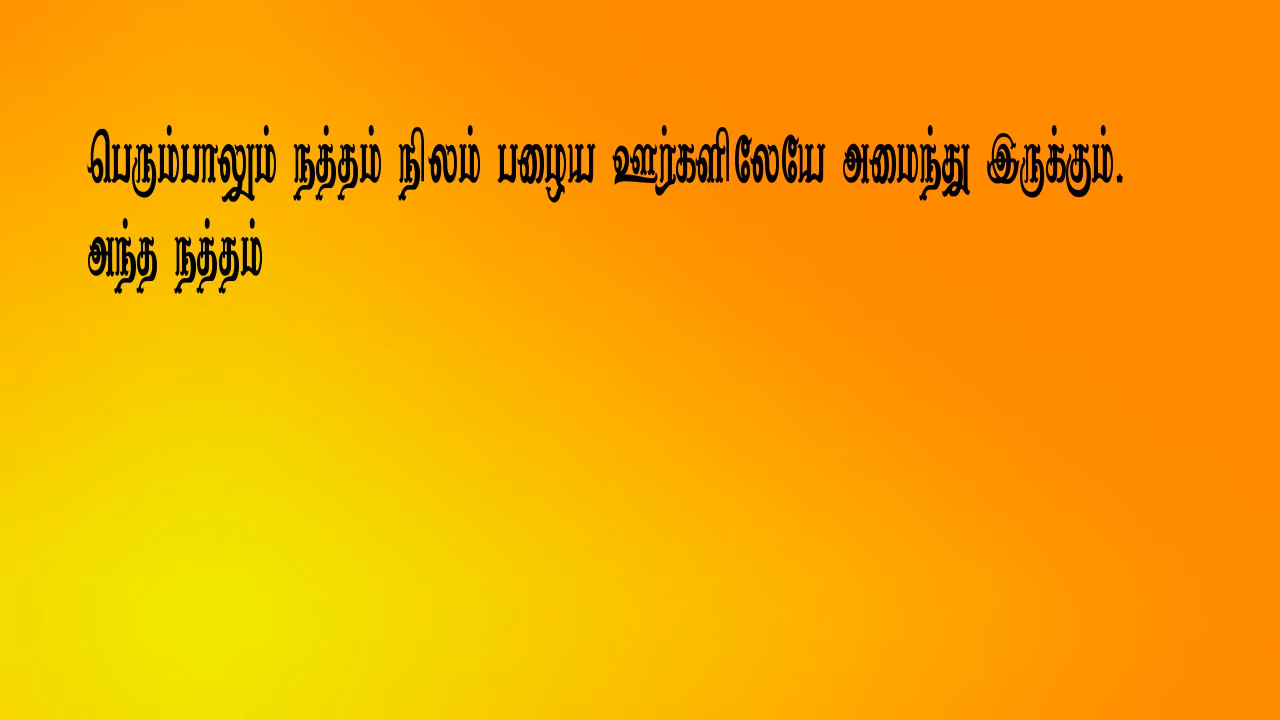 பெரும்பாலும் நத்தம் நிலம் பழைய ஊர்களிலேயே அமைந்து இருக்கும்.
அந்த நத்தம்